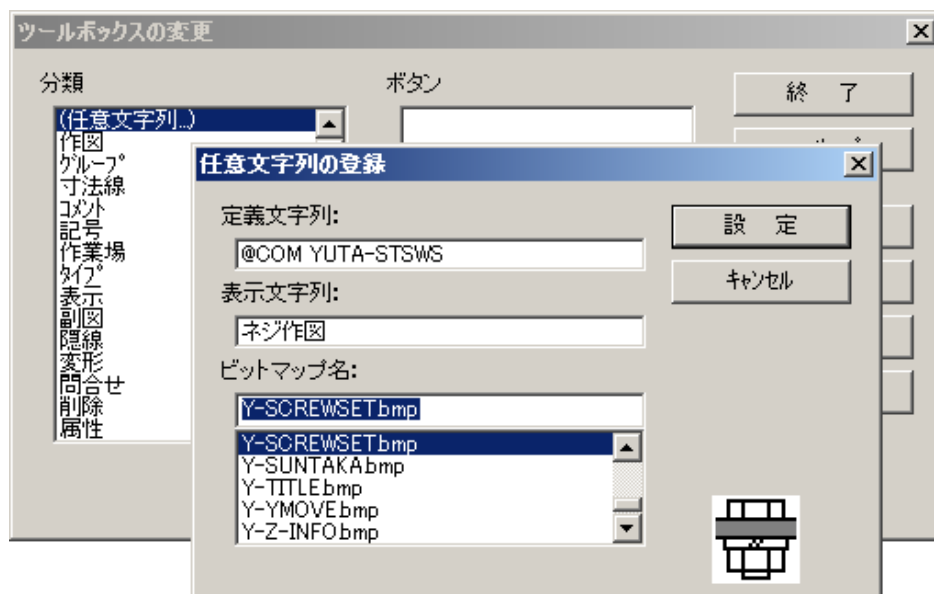 ツールボックスの変更
分類
ボタン
終 了
(任意文字列..)
作図
グループ
寸法線
コメント
記号
作業場
タイプ
表示
副図
隠線
変形
問合せ
削除
属性
任意文字列の登録
定義文字列:
設 定
@COM YUTA-STSWS
キャンセル
表示文字列:
ネジ作図
ビットマップ名:
Y-SCREWSET.bmp
Y-SCREWSET.bmp
Y-SUNTAKA.bmp
Y-TITLE.bmp
Y-YMOVE.bmp
Y-Z-INFO.bmp